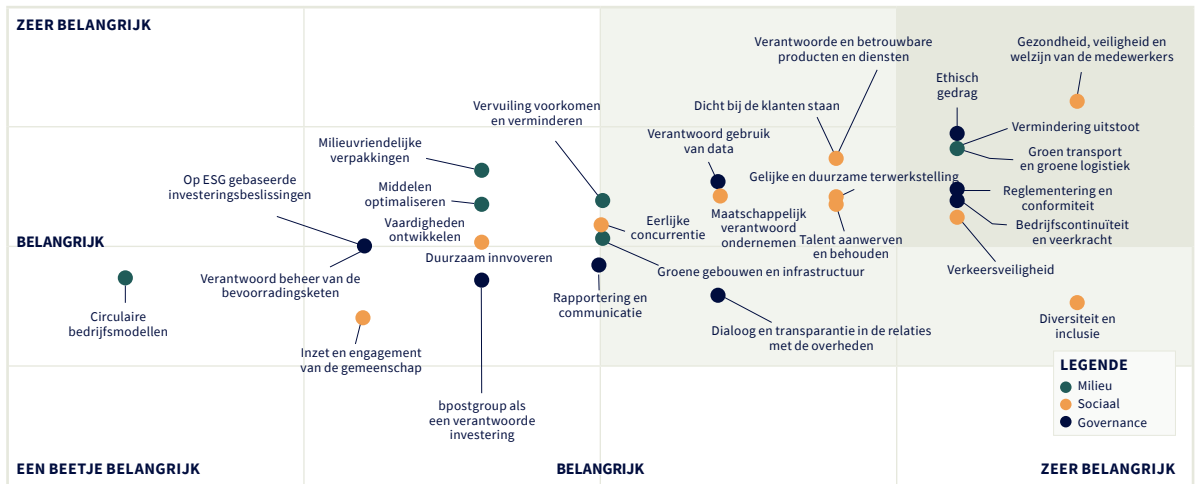 ZEER BELANGRIJK
Verantwoorde en betrouwbare
producten en diensten
Gezondheid, veiligheid en
welzijn van de medewerkers
Ethisch
gedrag
Vervuiling voorkomen
en verminderen
Dicht bij de klanten staan
Verantwoord gebruik
van data
Vermindering uitstoot
Milieuvriendelijke
verpakkingen
Groen transport
en groene logistiek
Op ESG gebaseerde
investeringsbeslissingen
Middelen
optimaliseren
Gelijke en duurzame terwerkstelling
Reglementering en
conformiteit
Vaardigheden
ontwikkelen
Eerlijke
concurrentie
Maatschappelijk
verantwoord
ondernemen
Bedrijfscontinuïteit
en veerkracht
BELANGRIJK
Talent aanwerven
en behouden
Duurzaam innvoveren
Verantwoord beheer van de
bevoorradingsketen
Groene gebouwen en infrastructuur
Verkeersveiligheid
Rapportering en
communicatie
Circulaire
bedrijfsmodellen
Dialoog en transparantie in de relaties
met de overheden
Diversiteit en
inclusie
Inzet en engagement
van de gemeenschap
LEGENDE
Milieu
Sociaal
Governance
bpostgroup als
een verantwoorde
investering
EEN BEETJE BELANGRIJK
BELANGRIJK
ZEER BELANGRIJK